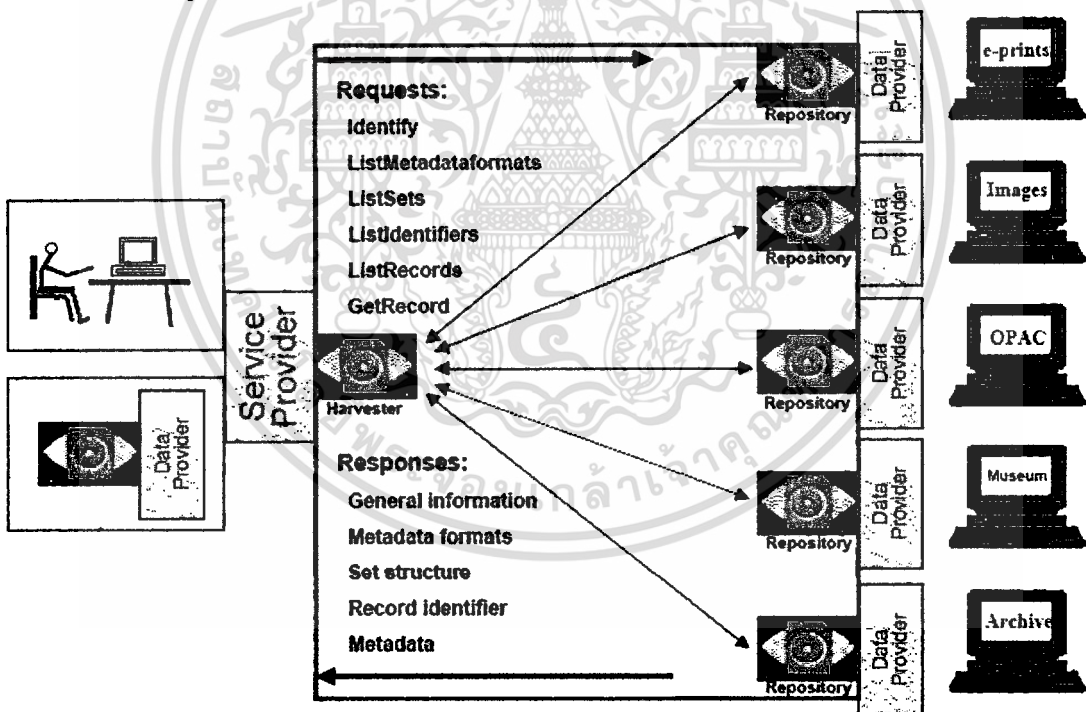 Requests:
Identify
ListMetadataformats
ListSets
ListIdentifiers
ListRecords
GetRecord
Harvester
Responses:
General information
Metadata formats
Set structure
Record identifier
Metadata
Service
Provider
Data
Provider
Repository
Data
Provider
e-prints
Repository
Data
Provider
Images
Repository
Data
Provider
OPAC
Repository
Data
Provider
Museum
Repository
Data
Provider
Archive